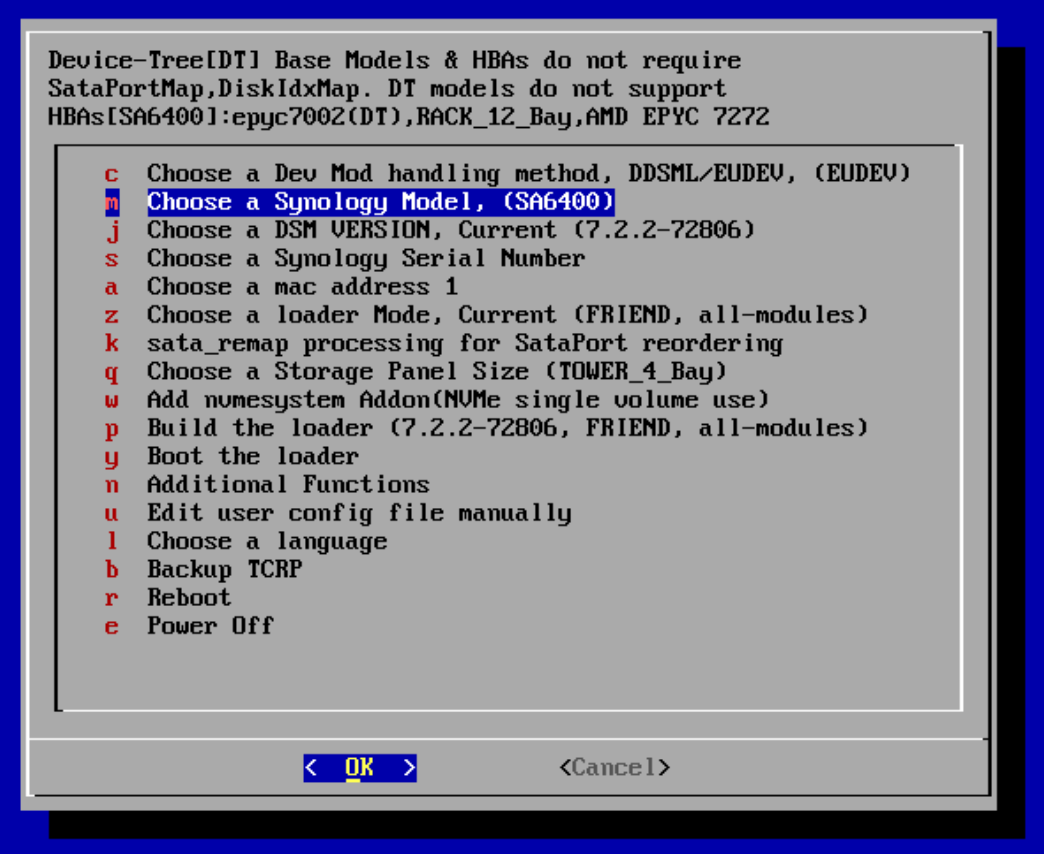 Device-Tree[DT] Base Models & HBAs do not require
SataPortMap,DiskIdxMap. DT models do not support
HBAs[SA6400]:epyc7002(DT),RACK_12_Bay,AMD EPYC 7272
c Choose a Dev Mod handling method, DDSML/EUDEV, (EUDEV)
m Choose a Synology Model, (SA6400)
j Choose a DSM VERSION, Current (7.2.2-72806)
s Choose a Synology Serial Number
a Choose a mac address 1
z Choose a loader Mode, Current (FRIEND, all-modules)
k sata_remap processing for SataPort reordering
q Choose a Storage Panel Size (TOWER_4_Bay)
w Add nvmesystem Addon(NVMe single volume use)
p Build the loader (7.2.2-72806, FRIEND, all-modules)
y Boot the loader
n Additional Functions
u Edit user config file manually
l Choose a language
b Backup TCRP
r Reboot
e Power Off
< OK > <Cancel>